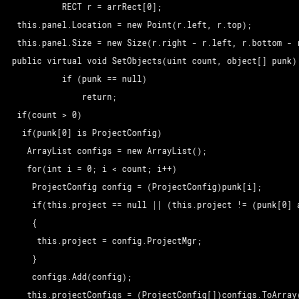 RECT r = arrRect[0];
this.panel.Location = new Point(r.left, r.top);
this.panel.Size = new Size(r.right - r.left, r.bottom -
public virtual void SetObjects(uint count, object[] punk)
if (punk == null)
return;
if(count > 0)
if(punk[0] is ProjectConfig)
ArrayList configs = new ArrayList();
for(int i = 0; i < count; i++)
ProjectConfig config = (ProjectConfig)punk[i];
if(this.project == null || (this.project != (punk[0]
{
this.project = config.ProjectMgr;
}
configs.Add(config);
this.projectConfigs = (ProjectConfig[])configs.ToArray